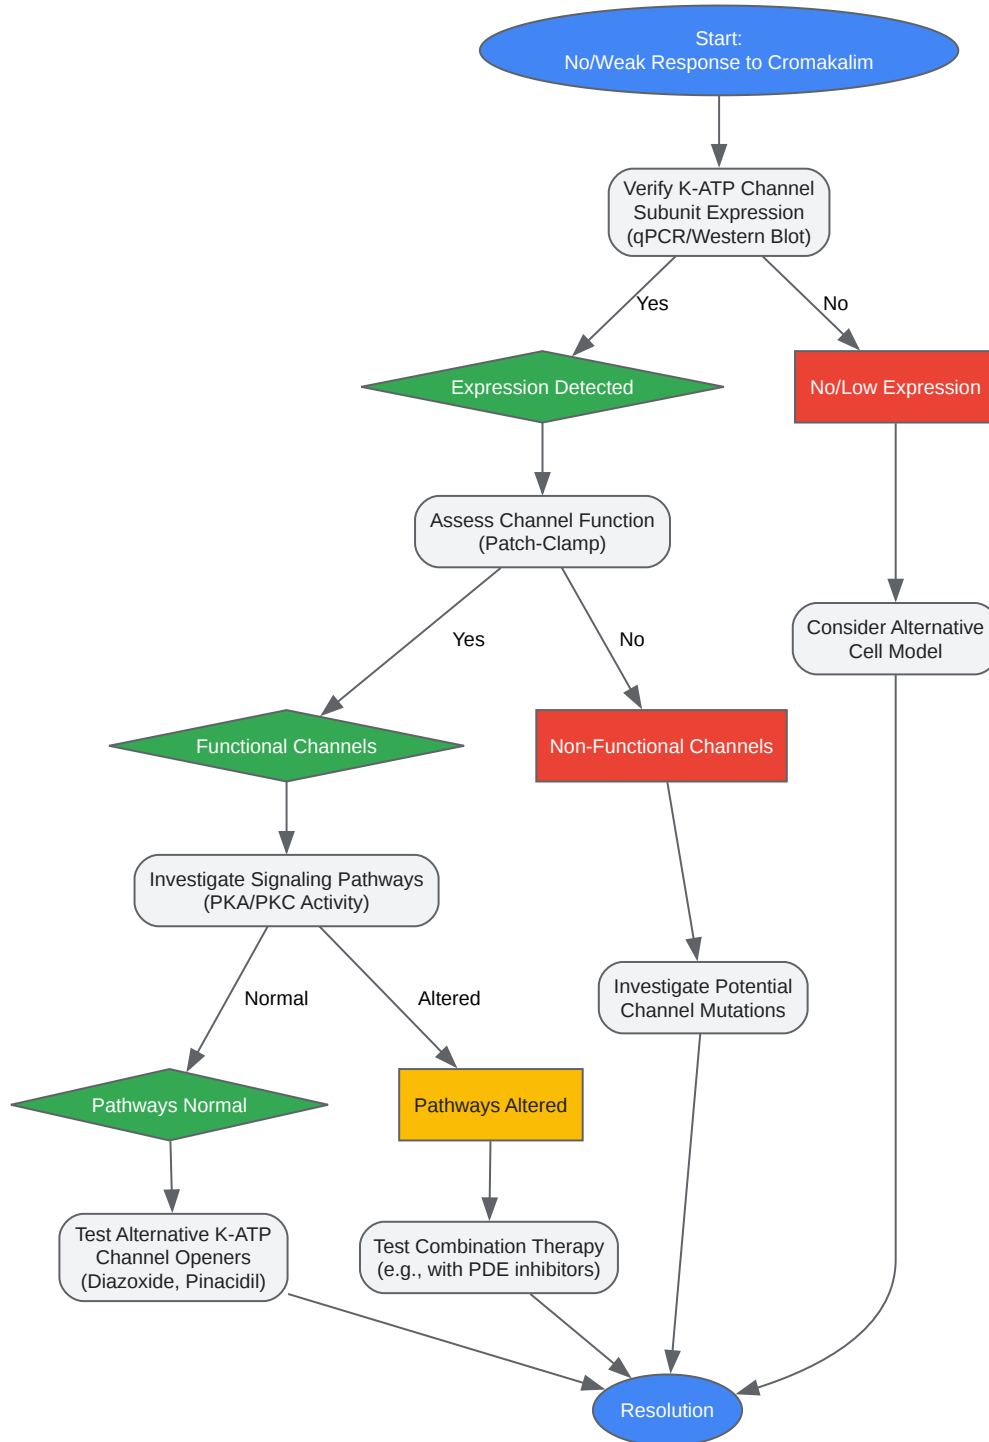 Start:
No/Weak Response to Cromakalim
Verify K-ATP Channel
Subunit Expression
(qPCR/Western Blot)
Yes
No
Expression Detected
No/Low Expression
Assess Channel Function
(Patch-Clamp)
Yes
No
Consider Alternative
Cell Model
Functional Channels
Non-Functional Channels
Investigate Signaling Pathways
(PKA/PKC Activity)
Normal
Altered
Investigate Potential
Channel Mutations
Pathways Normal
Pathways Altered
Test Alternative K-ATP
Channel Openers
(Diazoxide, Pinacidil)
Test Combination Therapy
(e.g., with PDE inhibitors)
Resolution